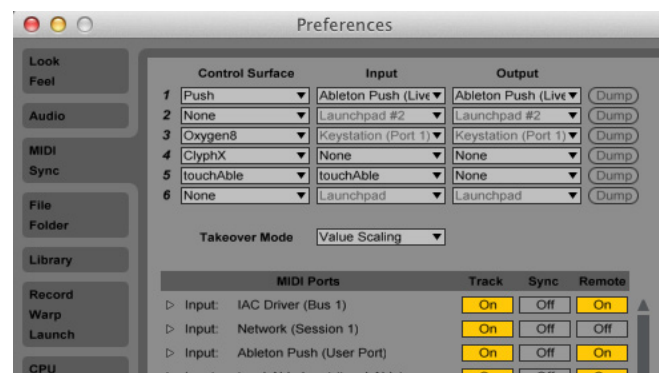 Preferences
Look
Feel
Audio
MIDI
Sync
File
Folder
Library
Record
Warp
Launch
CPU
Control Surface Input Output
1 Push Ableton Push (Live Ableton Push (Live Dump
2 None Launchpad #2 Launchpad #2 Dump
3 Oxygen8 Keystation (Port 1) Keystation (Port 1) Dump
4 ClyphX None None Dump
5 touchAble touchAble None Dump
6 None Launchpad Launchpad Dump
Takeover Mode Value Scaling
MIDI Ports Track Sync Remote
Input: IAC Driver (Bus 1) On Off On
Input: Network (Session 1) On Off Off
Input: Ableton Push (User Port) On Off On